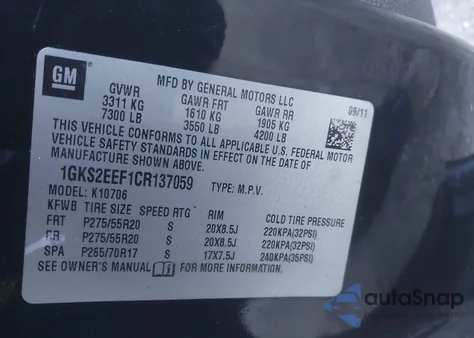 GM
MFD BY GENERAL MOTORS LLC
GVWR GAWR FRT GAWR RR 09/11
3311 KG 1610 KG 1905 KG
7300 LB 3550 LB 4200 LB
THIS VEHICLE CONFORMS TO ALL APPLICABLE U.S. FEDERAL MOTOR
VEHICLE SAFETY STANDARDS IN EFFECT ON THE DATE OF
MANUFACTURE SHOWN ABOVE.
1GKS2EEF1CR137059 TYPE: M.P.V.
MODEL: K10706
KFWB TIRE SIZE SPEED RTG RIM COLD TIRE PRESSURE
FRT P275/55R20 S 20X8.5J 220KPA(32PSI)
RR P275/55R20 S 20X8.5J 220KPA(32PSI)
SPA P265/70R17 S 17X7.5J 240KPA(35PSI)
SEE OWNER'S MANUAL FOR MORE INFORMATION.
autoSnap